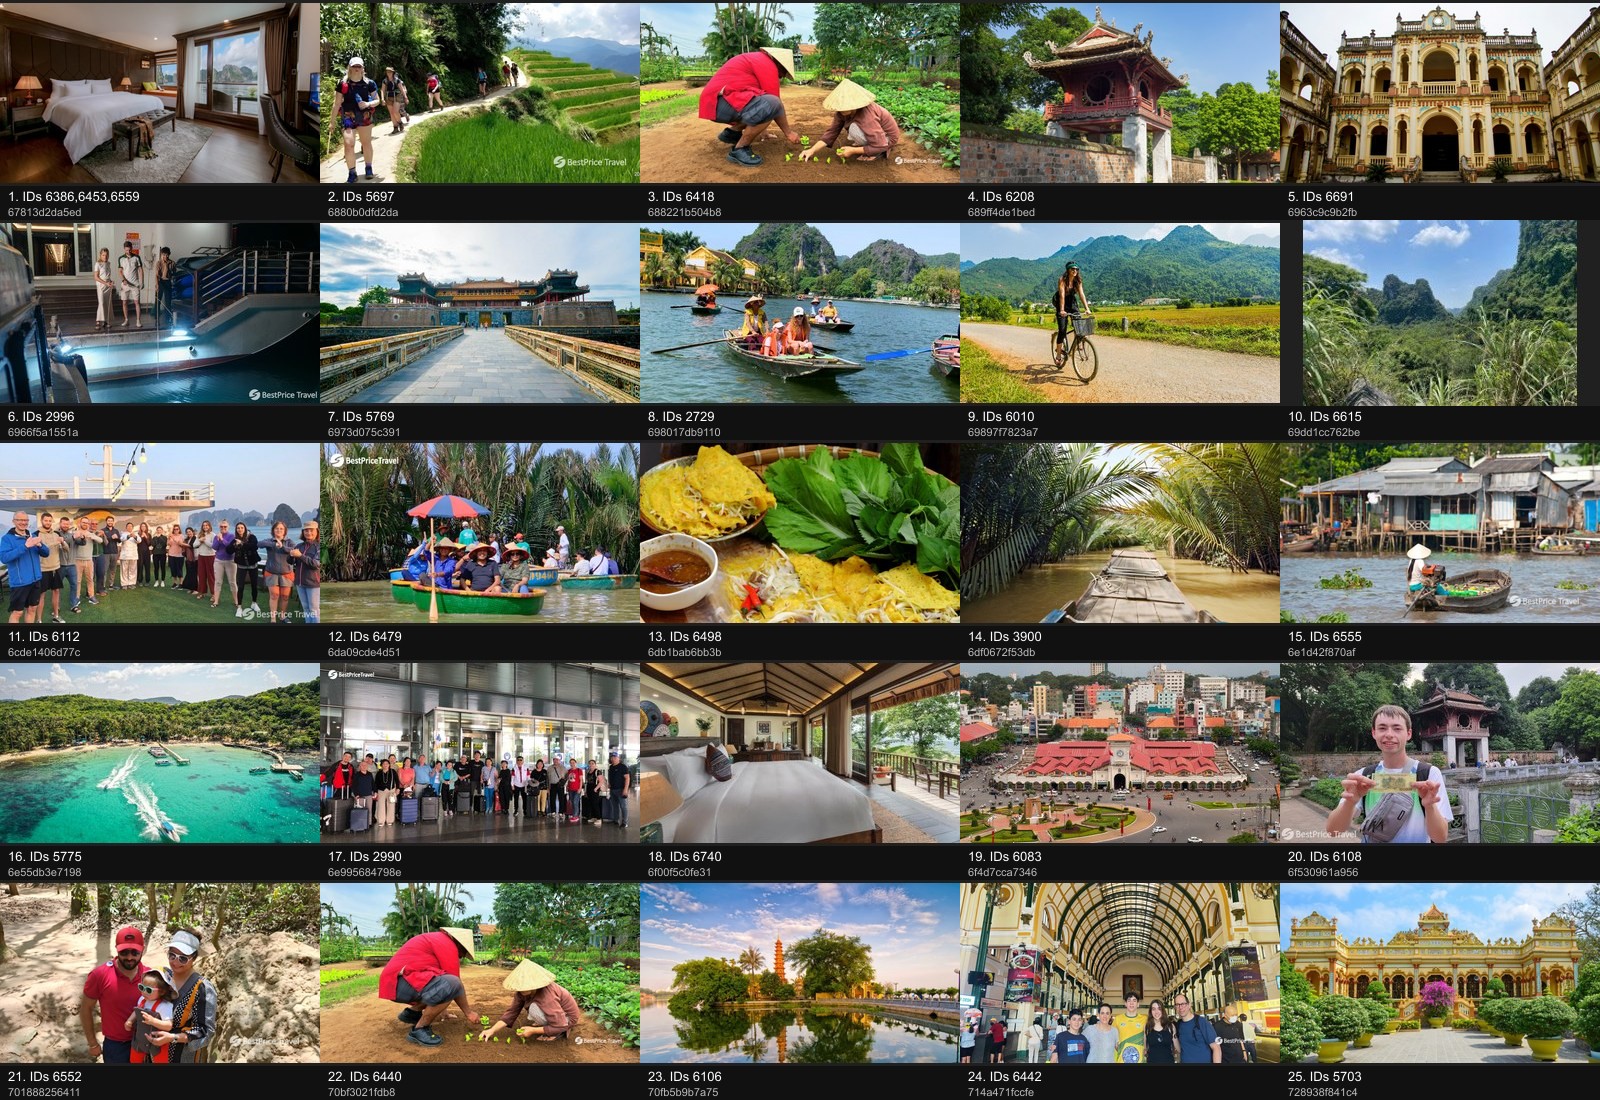 BestPrice Travel
BestPrice Travel
1. IDs 6386,6453,6559
67813d2da5ed
2. IDs 5697
6880b0dfd2da
3. IDs 6418
688221b504b8
4. IDs 6208
689ff4de1bed
5. IDs 6691
6963c9c9b2fb
BestPrice Travel
6. IDs 2996
6966f5a1551a
7. IDs 5769
6973d075c391
8. IDs 2729
698017db9110
9. IDs 6010
69897f7823a7
10. IDs 6615
69dd1cc762be
BestPriceTravel
BestPrice Travel
BestPrice Travel
11. IDs 6112
6cde1406d77c
12. IDs 6479
6da09cde4d51
13. IDs 6498
6db1bab6bb3b
14. IDs 3900
6df0672f53db
15. IDs 6555
6e1d42f870af
BestPriceTravel
BestPrice Travel
16. IDs 5775
6e55db3e7198
17. IDs 2990
6e995684798e
18. IDs 6740
6f00f5c0fe31
19. IDs 6083
6f4d7cca7346
20. IDs 6108
6f530961a956
BestPrice Travel
BestPrice Travel
BestPrice Travel
21. IDs 6552
701888256411
22. IDs 6440
70bf3021fdb8
23. IDs 6106
70fb5b9b7a75
24. IDs 6442
714a471fccfe
25. IDs 5703
728938f841c4